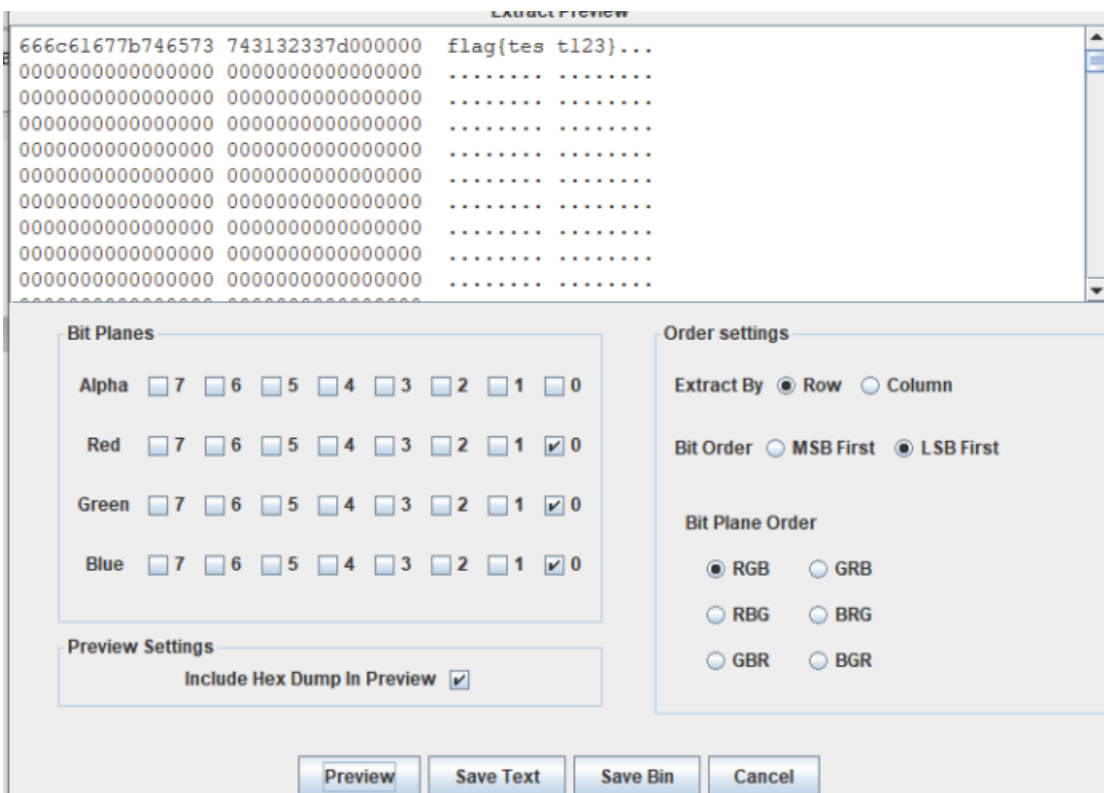 Extract Preview
666c61677b746573 743132337d000000 flag{tes t123}...
0000000000000000 0000000000000000 ........ ........
0000000000000000 0000000000000000 ........ ........
0000000000000000 0000000000000000 ........ ........
0000000000000000 0000000000000000 ........ ........
0000000000000000 0000000000000000 ........ ........
0000000000000000 0000000000000000 ........ ........
0000000000000000 0000000000000000 ........ ........
0000000000000000 0000000000000000 ........ ........
0000000000000000 0000000000000000 ........ ........
Bit Planes
Alpha 7 6 5 4 3 2 1 0
Red 7 6 5 4 3 2 1 0
Green 7 6 5 4 3 2 1 0
Blue 7 6 5 4 3 2 1 0
Preview Settings
Include Hex Dump In Preview
Order settings
Extract By Row Column
Bit Order MSB First LSB First
Bit Plane Order
RGB GRB
RBG BRG
GBR BGR
Preview Save Text Save Bin Cancel